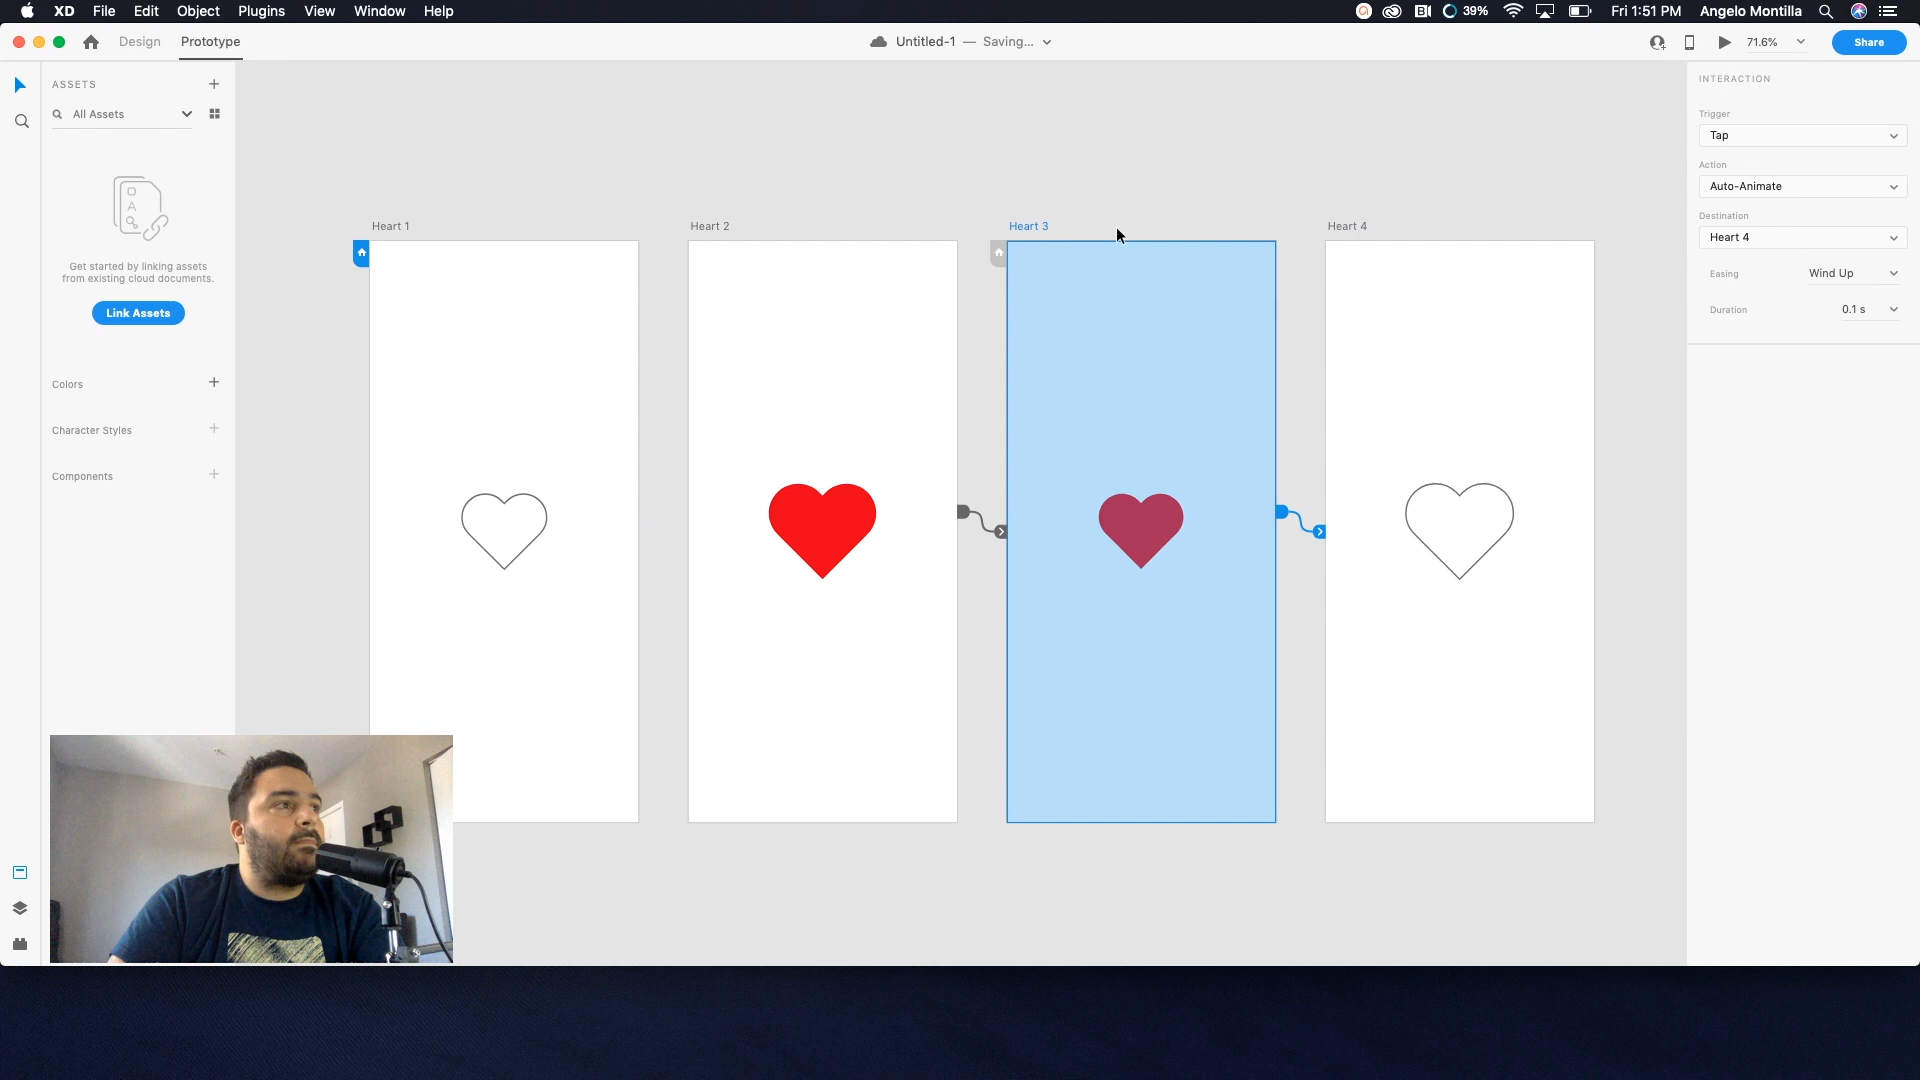 XD File Edit Object Plugins View Window Help
39% Fri 1:51 PM Angelo Montilla
Design Prototype
Untitled-1 — Saving...
71.6%
Share
ASSETS
All Assets
A
Get started by linking assets
from existing cloud documents.
Link Assets
Colors
Character Styles
Components
Heart 1
Heart 2
Heart 3
Heart 4
INTERACTION
Trigger
Tap
Action
Auto-Animate
Destination
Heart 4
Easing Wind Up
Duration 0.1 s